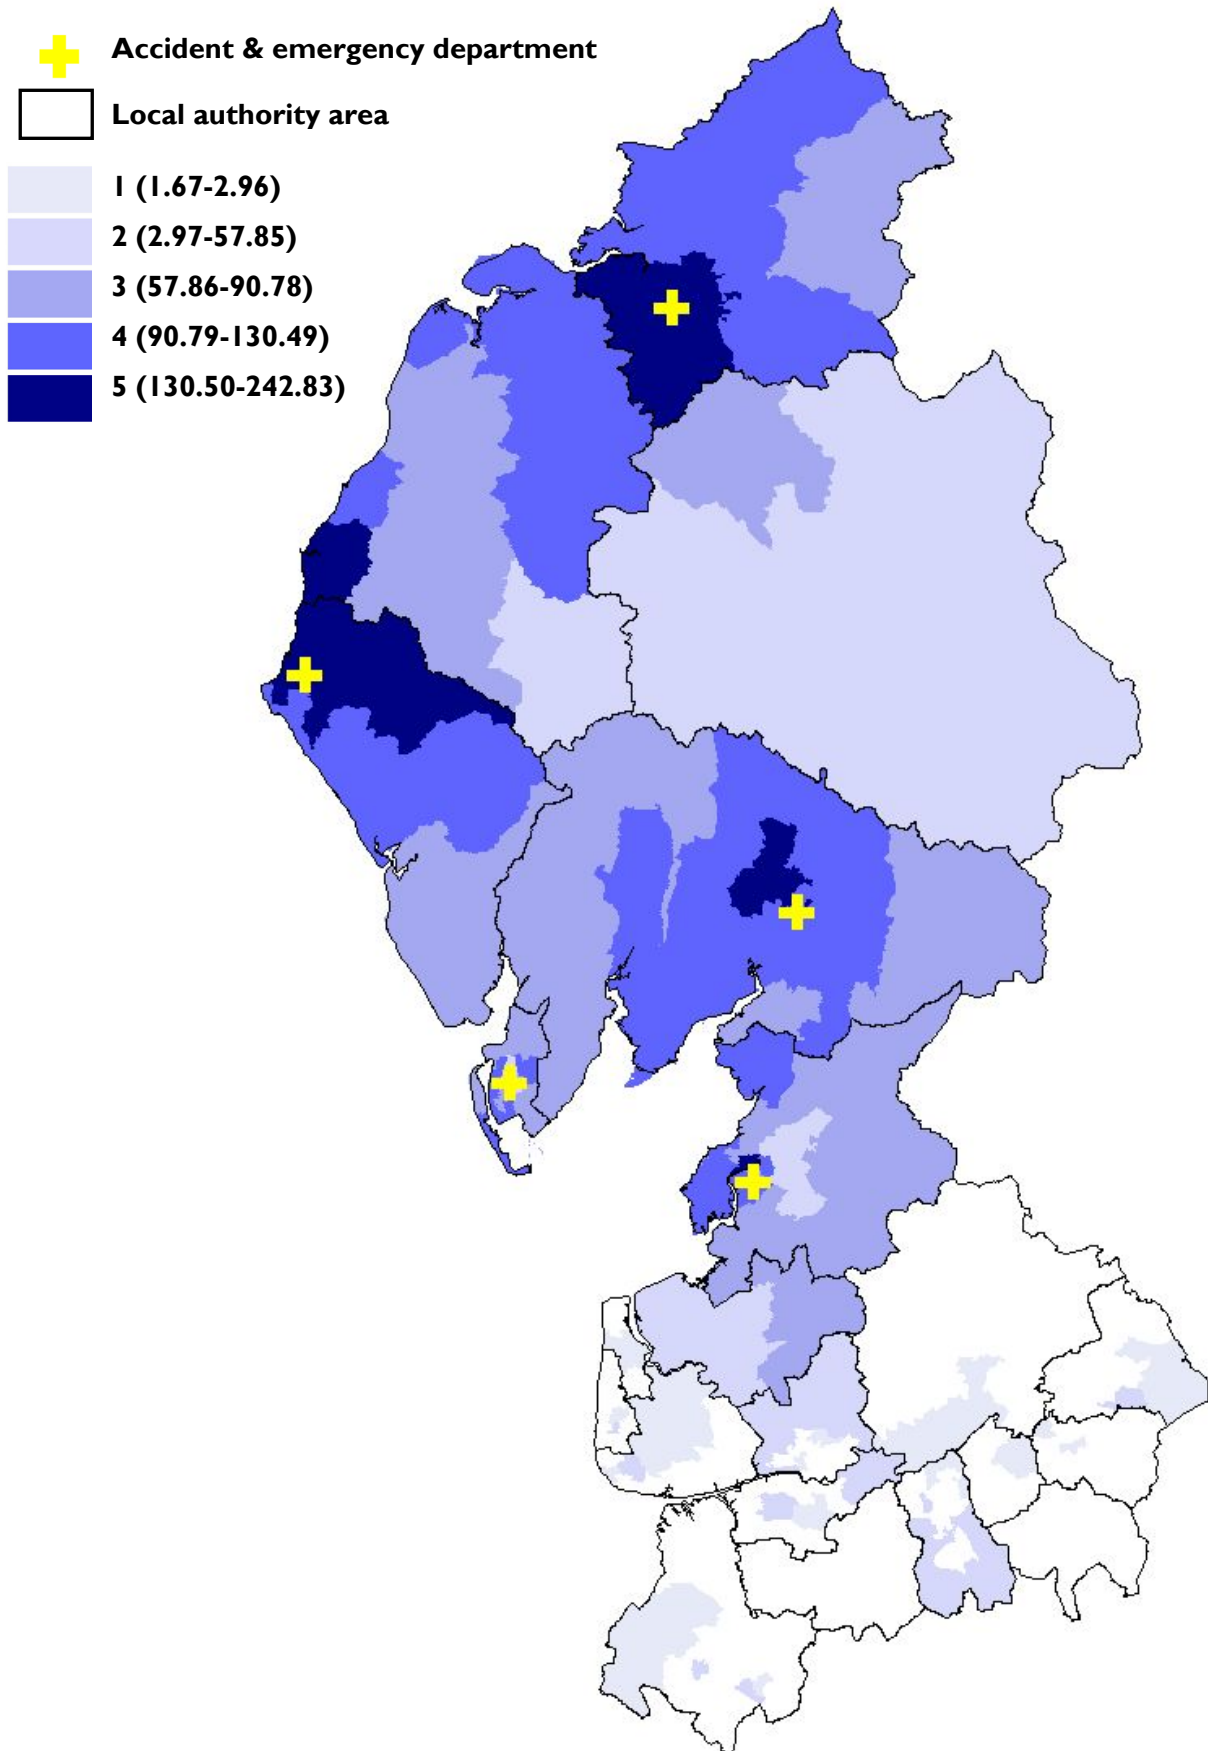 Accident & emergency department
Local authority area
1 (1.67-2.96)
2 (2.97-57.85)
3 (57.86-90.78)
4 (90.79-130.49)
5 (130.50-242.83)